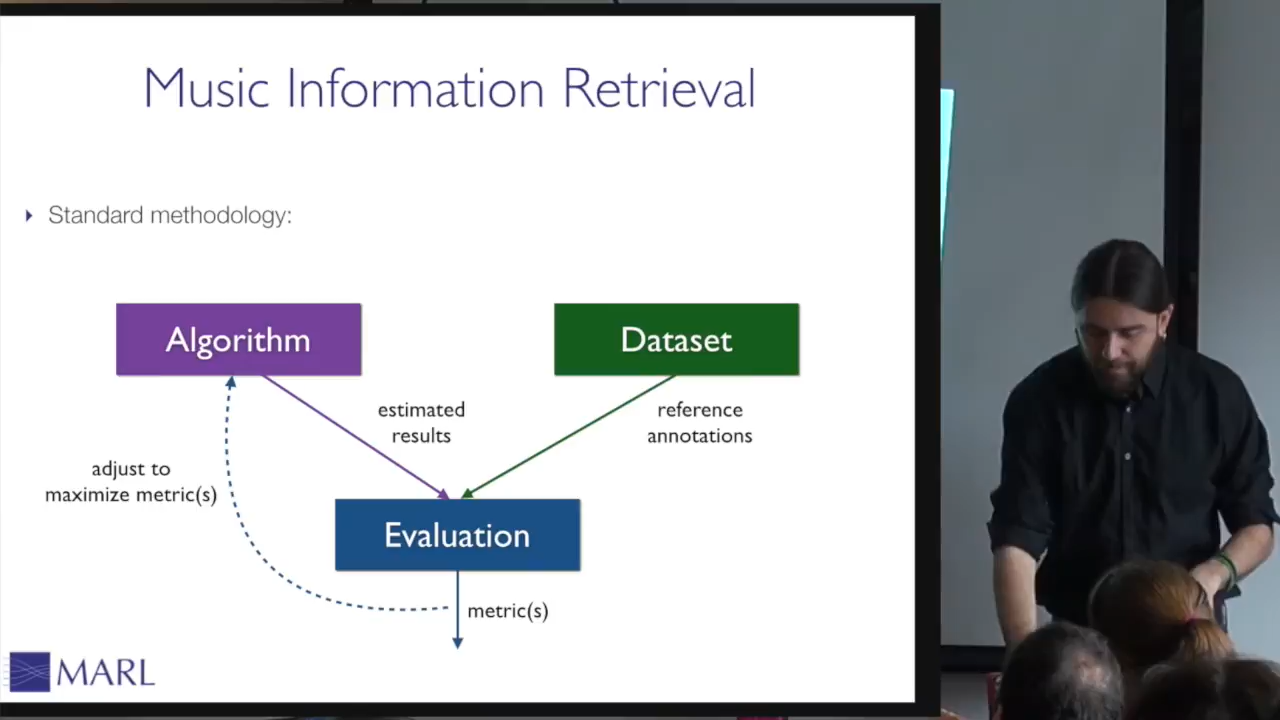 Music Information Retrieval
Standard methodology:
Algorithm
Dataset
estimated
results
reference
annotations
adjust to
maximize metric(s)
Evaluation
metric(s)
MARL